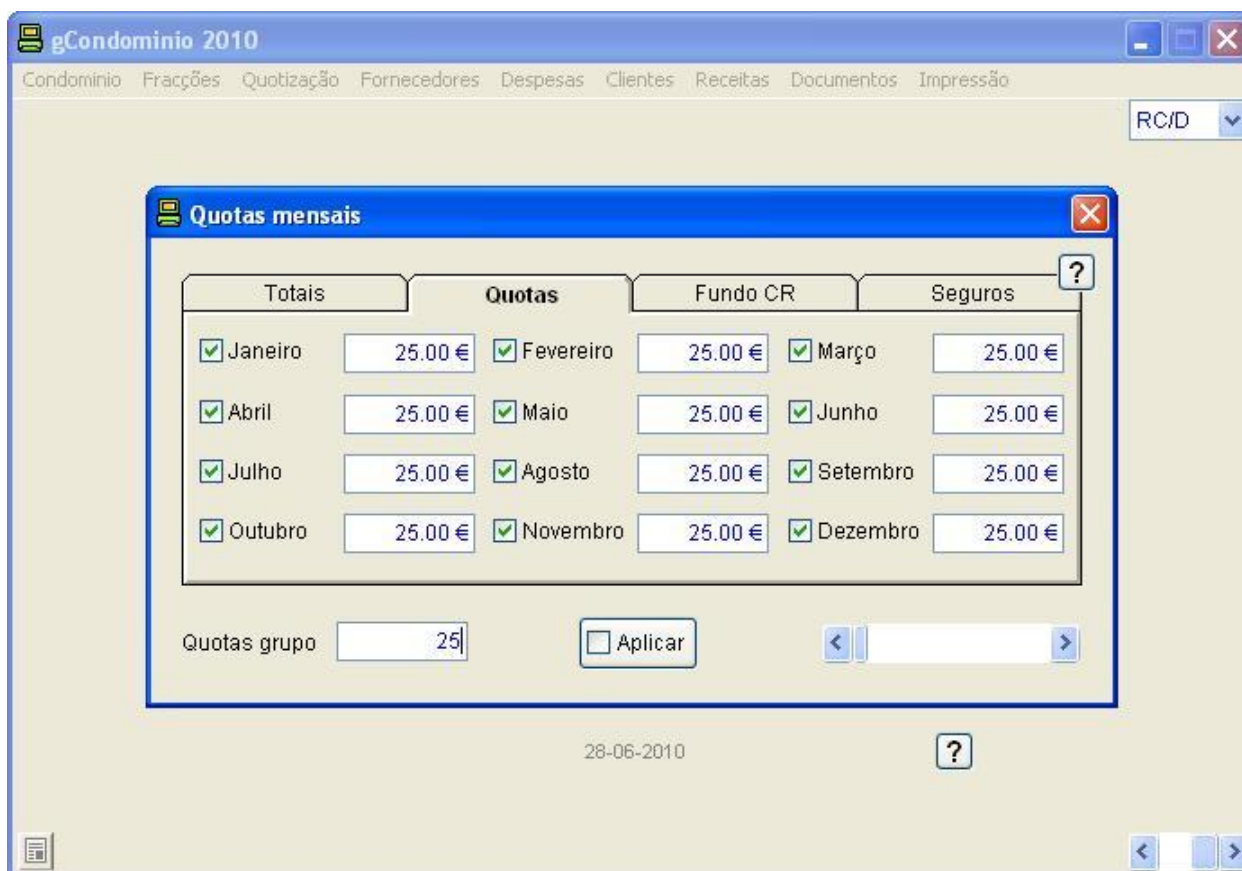 gCondominio 2010
Condominio Fracções Quotização Fornecedores Despesas Clientes Receitas Documentos Impressão
RC/D
Quotas mensais
?
Totais Quotas Fundo CR Seguros
Janeiro 25.00 € Fevereiro 25.00 € Março 25.00 €
Abril 25.00 € Maio 25.00 € Junho 25.00 €
Julho 25.00 € Agosto 25.00 € Setembro 25.00 €
Outubro 25.00 € Novembro 25.00 € Dezembro 25.00 €
Quotas grupo 25 Aplicar
28-06-2010 ?